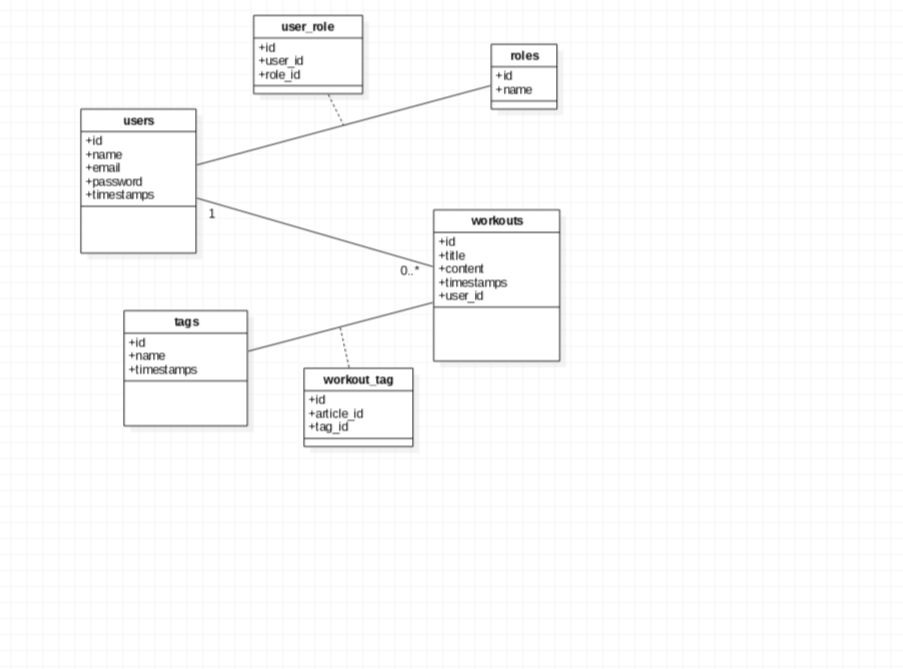 user_role
+id
+user_id
+role_id
roles
+id
+name
users
+id
+name
+email
+password
+timestamps
1
workouts
+id
+title
+content
+timestamps
+user_id
0..*
tags
+id
+name
+timestamps
workout_tag
+id
+article_id
+tag_id